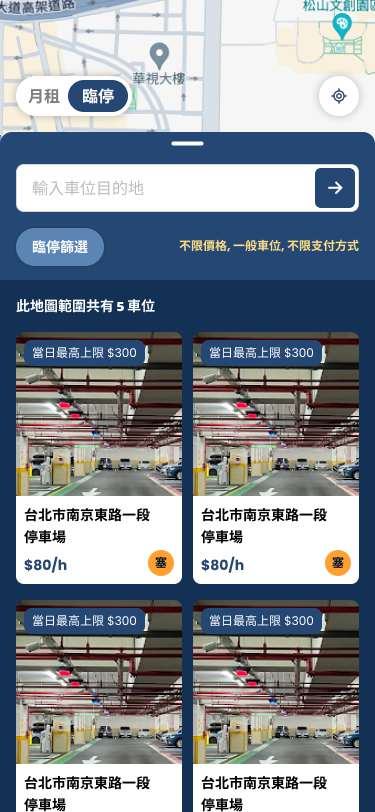 大道高架道路
松山文創園區
華視大樓
月租
臨停
輸入車位目的地
臨停篩選
不限價格, 一般車位, 不限支付方式
此地圖範圍共有 5 車位
當日最高上限 $300
當日最高上限 $300
台北市南京東路一段
停車場
$80/h
塞
台北市南京東路一段
停車場
$80/h
塞
當日最高上限 $300
當日最高上限 $300
台北市南京東路一段
停車場
台北市南京東路一段
停車場